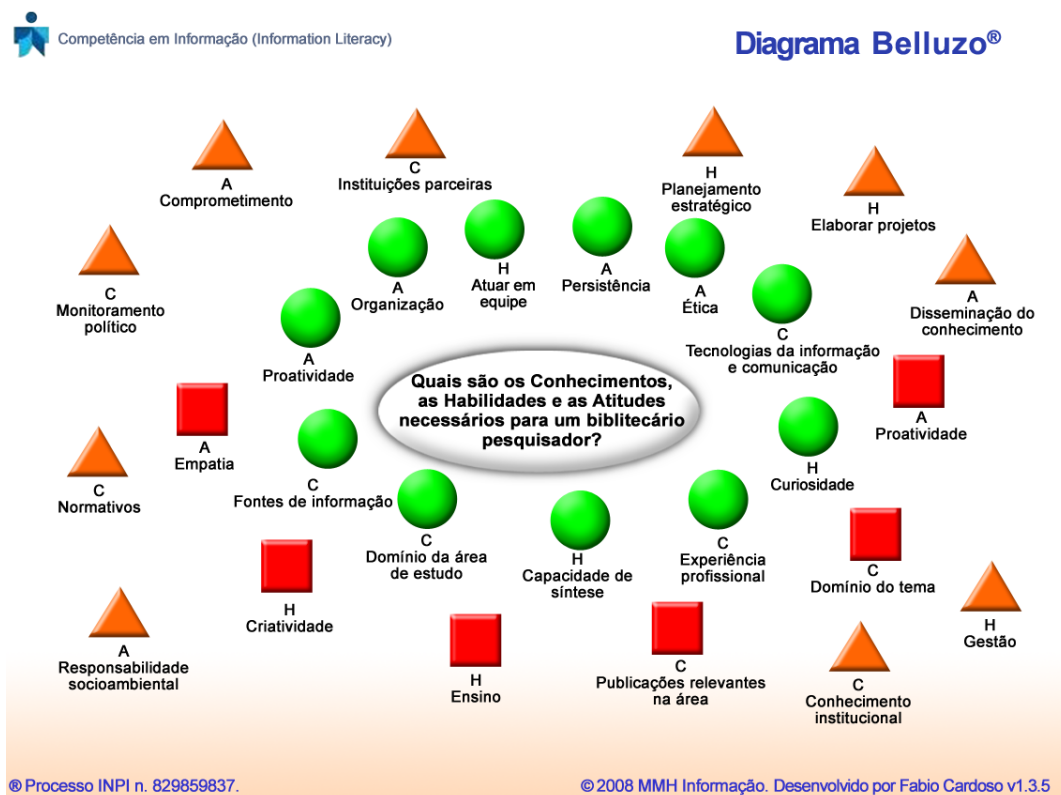 Competência em Informação (Information Literacy)
Diagrama Belluzo®
A
Comprometimento
C
Instituições parceiras
H
Planejamento
estratégico
H
Elaborar projetos
C
Monitoramento
político
A
Organização
H
Atuar em
equipe
A
Persistência
A
Ética
A
Disseminação do
conhecimento
A
Proatividade
C
Tecnologias da informação
e comunicação
Quais são os Conhecimentos,
as Habilidades e as Atitudes
necessários para um biblitecário
pesquisador?
A
Proatividade
A
Empatia
C
Normativos
C
Fontes de informação
H
Curiosidade
C
Domínio da área
de estudo
H
Capacidade de
síntese
C
Experiência
profissional
C
Domínio do tema
H
Criatividade
H
Gestão
A
Responsabilidade
socioambiental
H
Ensino
C
Publicações relevantes
na área
C
Conhecimento
institucional
® Processo INPI n. 829859837.
© 2008 MMH Informação. Desenvolvido por Fabio Cardoso v1.3.5